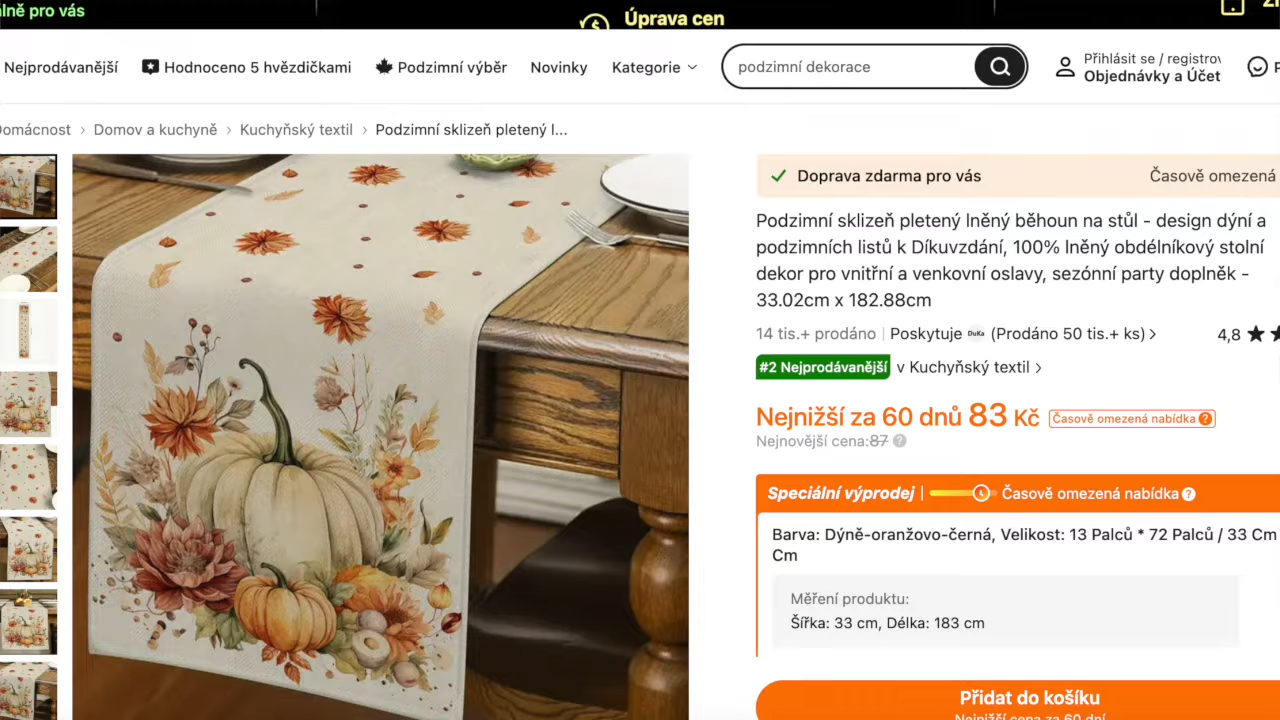 lně pro vás
Úprava cen
Nejprodávanější
Hodnoceno 5 hvězdičkami
Podzimní výběr
Novinky
Kategorie
podzimní dekorace
Přihlásit se / registrov
Objednávky a Účet
Domácnost › Domov a kuchyně › Kuchyňský textil › Podzimní sklizeň pletený l...
Doprava zdarma pro vás
Časově omezená
Podzimní sklizeň pletený lněný běhoun na stůl - design dýní a
podzimních listů k Díkuvzdání, 100% lněný obdélníkový stolní
dekor pro vnitřní a venkovní oslavy, sezónní party doplněk -
33.02cm x 182.88cm
14 tis.+ prodáno | Poskytuje DuKa (Prodáno 50 tis.+ ks) ›
4,8
#2 Nejprodávanější v Kuchyňský textil ›
Nejnižší za 60 dnů 83 Kč Časově omezená nabídka ?
Nejnovější cena:87 ?
Speciální výprodej | Časově omezená nabídka ?
Barva: Dýně-oranžovo-černá, Velikost: 13 Palců * 72 Palců / 33 Cm
Cm
Měření produktu:
Šířka: 33 cm, Délka: 183 cm
Přidat do košíku
Nejnižší cena za 60 dní